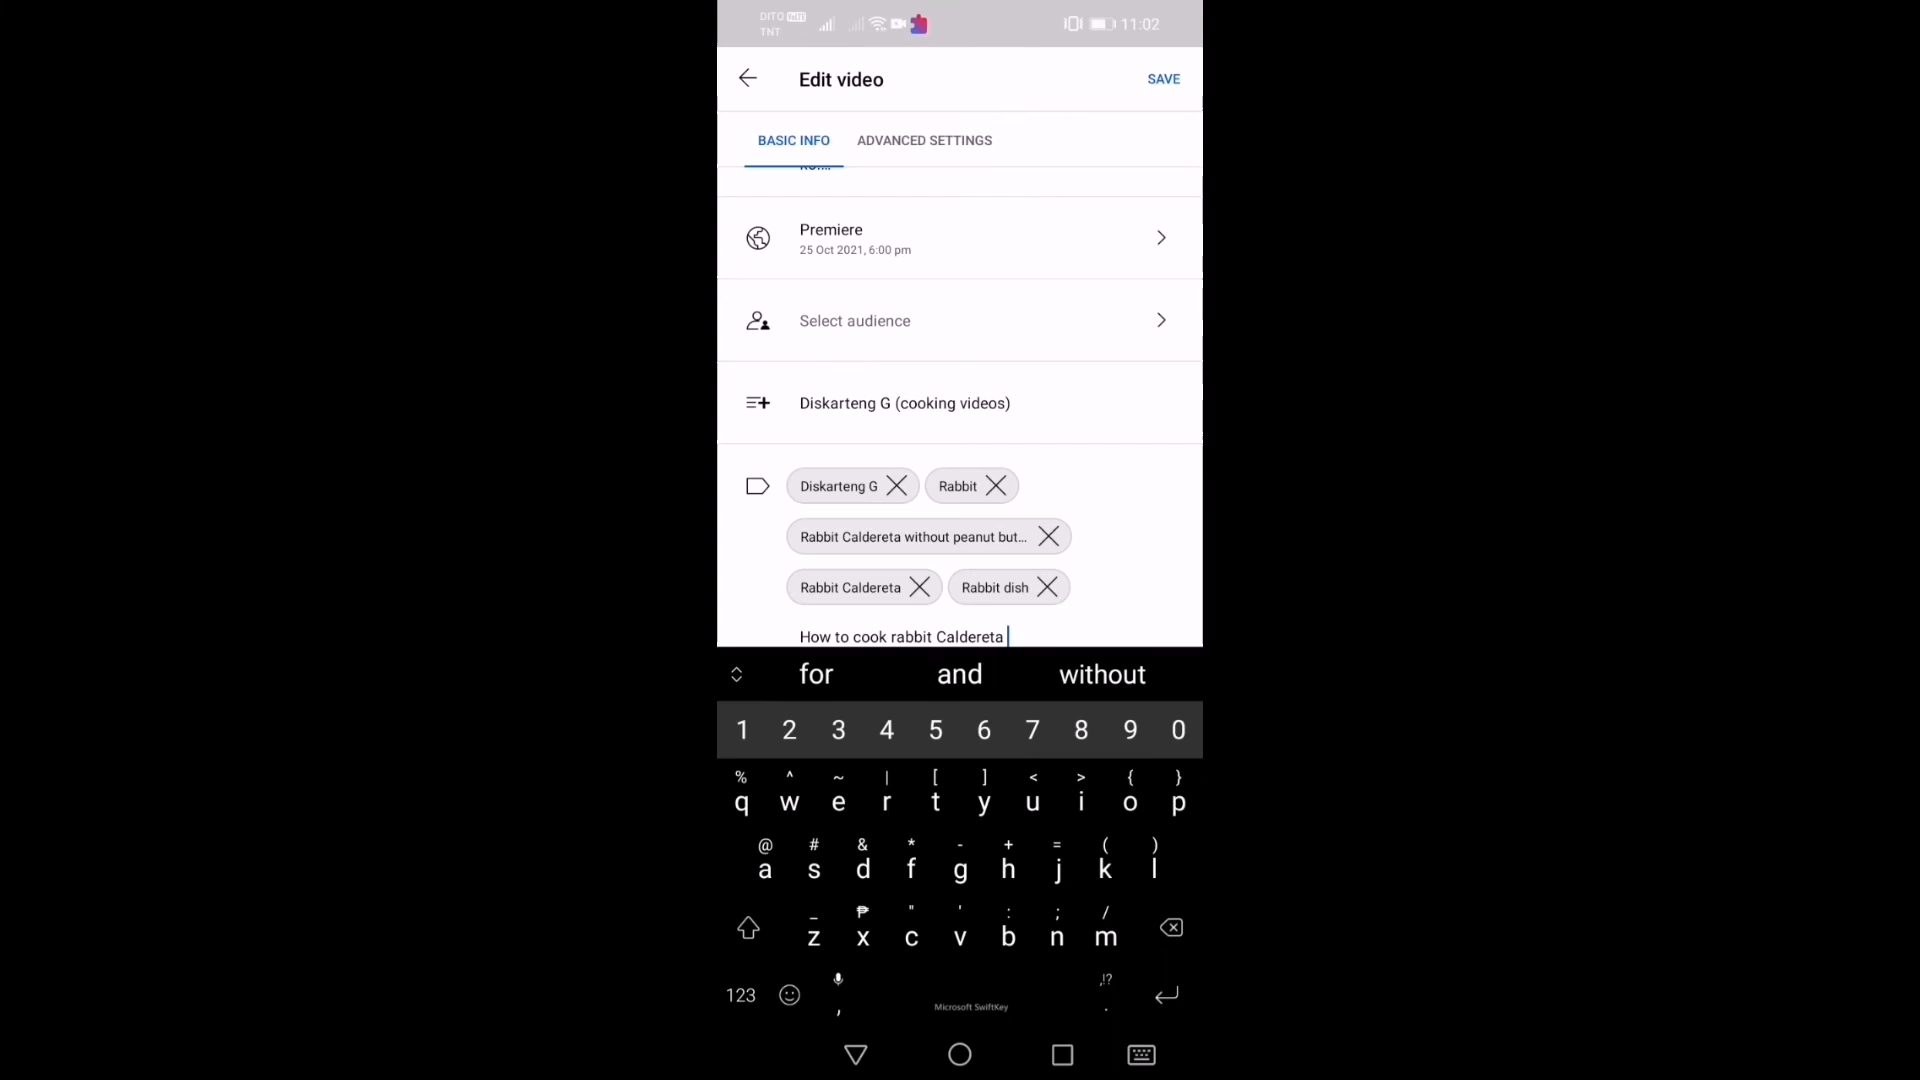 DITO VoLTE
TNT
11:02
Edit video
SAVE
BASIC INFO
ADVANCED SETTINGS
Premiere
25 Oct 2021, 6:00 pm
Select audience
Diskarteng G (cooking videos)
Diskarteng G
Rabbit
Rabbit Caldereta without peanut but...
Rabbit Caldereta
Rabbit dish
How to cook rabbit Caldereta
for and without
1 2 3 4 5 6 7 8 9 0
% ^ ~ | [ ] < > { }
q w e r t y u i o p
@ # & * - + = ( )
a s d f g h j k l
_ ₱ " ' : ; /
z x c v b n m
,!?
123 , Microsoft SwiftKey .